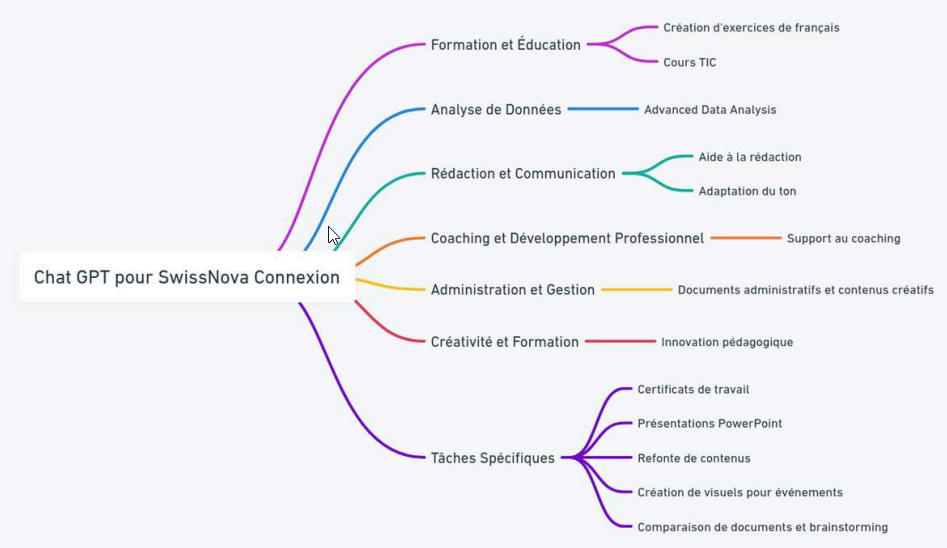 Chat GPT pour SwissNova Connexion
Formation et Éducation
Création d'exercices de français
Cours TIC
Analyse de Données
Advanced Data Analysis
Rédaction et Communication
Aide à la rédaction
Adaptation du ton
Coaching et Développement Professionnel
Support au coaching
Administration et Gestion
Documents administratifs et contenus créatifs
Créativité et Formation
Innovation pédagogique
Tâches Spécifiques
Certificats de travail
Présentations PowerPoint
Refonte de contenus
Création de visuels pour événements
Comparaison de documents et brainstorming